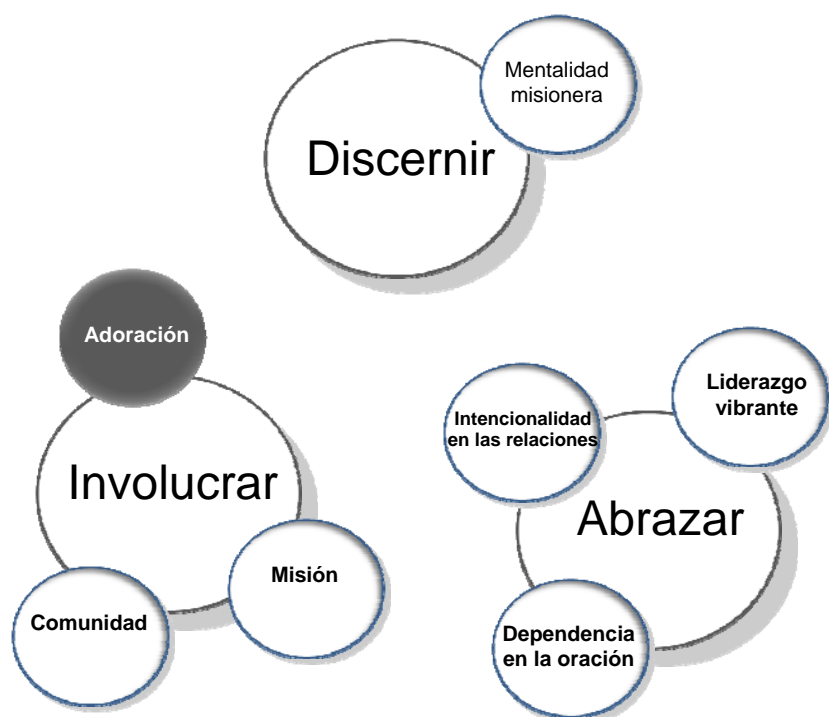 Mentalidad
misionera
Discernir
Adoración
Involucrar
Misión
Comunidad
Liderazgo
vibrante
Intencionalidad
en las relaciones
Abrazar
Dependencia
en la oración